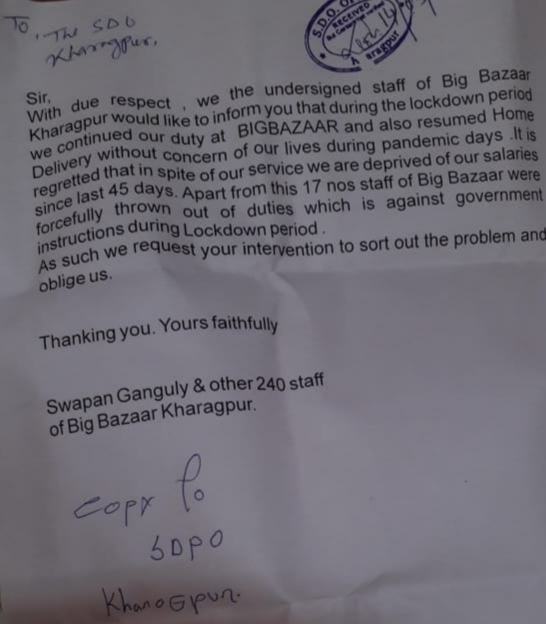 To, The SDO
Kharagpur,
S.D.O. O
RECEIVED
aragpur
Sir,
With due respect , we the undersigned staff of Big Bazaar
Kharagpur would like to inform you that during the lockdown period
we continued our duty at BIGBAZAAR and also resumed Home
Delivery without concern of our lives during pandemic days .It is
regretted that in spite of our service we are deprived of our salaries
since last 45 days. Apart from this 17 nos staff of Big Bazaar were
forcefully thrown out of duties which is against government
instructions during Lockdown period .
As such we request your intervention to sort out the problem and
oblige us.
Thanking you. Yours faithfully
Swapan Ganguly & other 240 staff
of Big Bazaar Kharagpur.
Copy to
SDPO
Kharagpur.